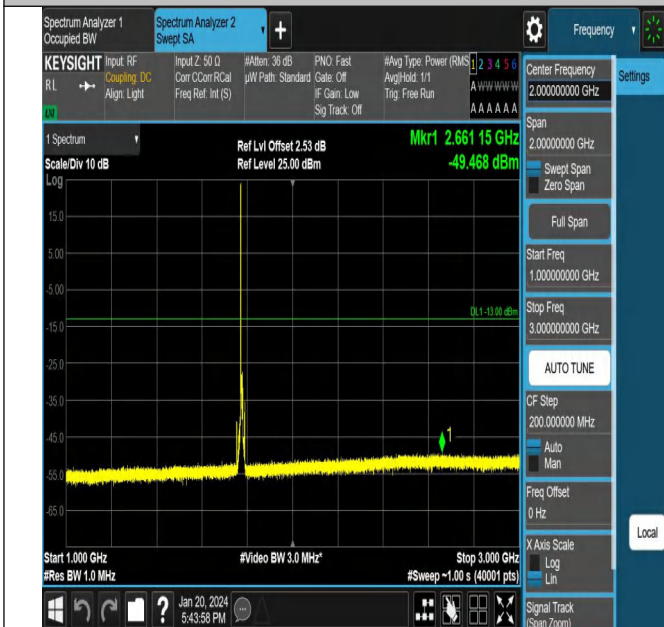 Spectrum Analyzer 1
Occupied BW
Spectrum Analyzer 2
Swept SA
+
Frequency
KEYSIGHT
RL
LXI
Input: RF
Coupling: DC
Align: Light
Input Z: 50 Ω
Corr CCorr RCal
Freq Ref: Int (S)
#Atten: 36 dB
µW Path: Standard
PNO: Fast
Gate: Off
IF Gain: Low
Sig Track: Off
#Avg Type: Power (RMS
Avg|Hold: 1/1
Trig: Free Run
1 2 3 4 5 6
A W W W W W
A A A A A A
1 Spectrum
Scale/Div 10 dB
Ref Lvl Offset 2.53 dB
Ref Level 25.00 dBm
Mkr1 2.661 15 GHz
-49.468 dBm
Log
15.0
5.00
-5.00
-15.0
-25.0
-35.0
-45.0
-55.0
-65.0
DL1 -13.00 dBm
1
Start 1.000 GHz
#Res BW 1.0 MHz
#Video BW 3.0 MHz*
Stop 3.000 GHz
#Sweep ~1.00 s (40001 pts)
Jan 20, 2024
5:43:58 PM
?
Center Frequency
2.000000000 GHz
Settings
Span
2.00000000 GHz
Swept Span
Zero Span
Full Span
Start Freq
1.000000000 GHz
Stop Freq
3.000000000 GHz
AUTO TUNE
CF Step
200.000000 MHz
Auto
Man
Freq Offset
0 Hz
Local
X Axis Scale
Log
Lin
Signal Track
(Span Zoom)